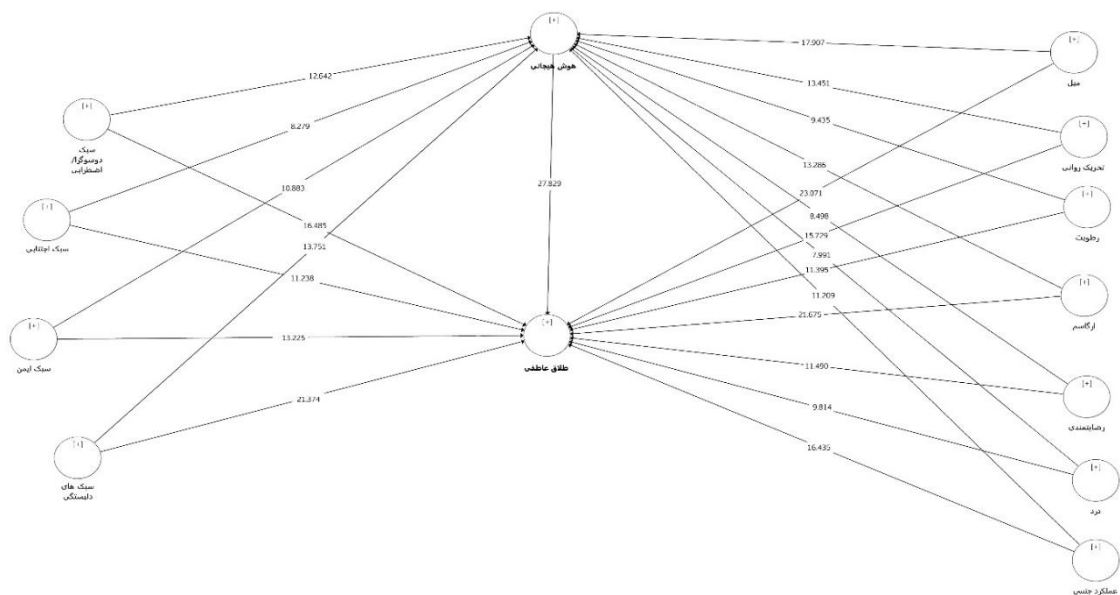 [+]
هوش هیجانی
[+]
میل
[+]
سبک
دوسوگرا/
اضطرابی
[+]
تحریک روانی
[+]
سبک اجتنابی
[+]
رطوبت
[+]
ارگاسم
[+]
سبک ایمن
[+]
طلاق عاطفی
[+]
رضایتمندی
[+]
سبک های
دلبستگی
[+]
درد
[+]
عملکرد جنسی
12.642
8.279
10.883
13.751
16.485
11.238
13.225
21.374
27.829
17.907
13.451
9.435
13.286
23.071
8.498
15.729
7.991
11.395
11.209
21.675
11.490
9.814
16.435